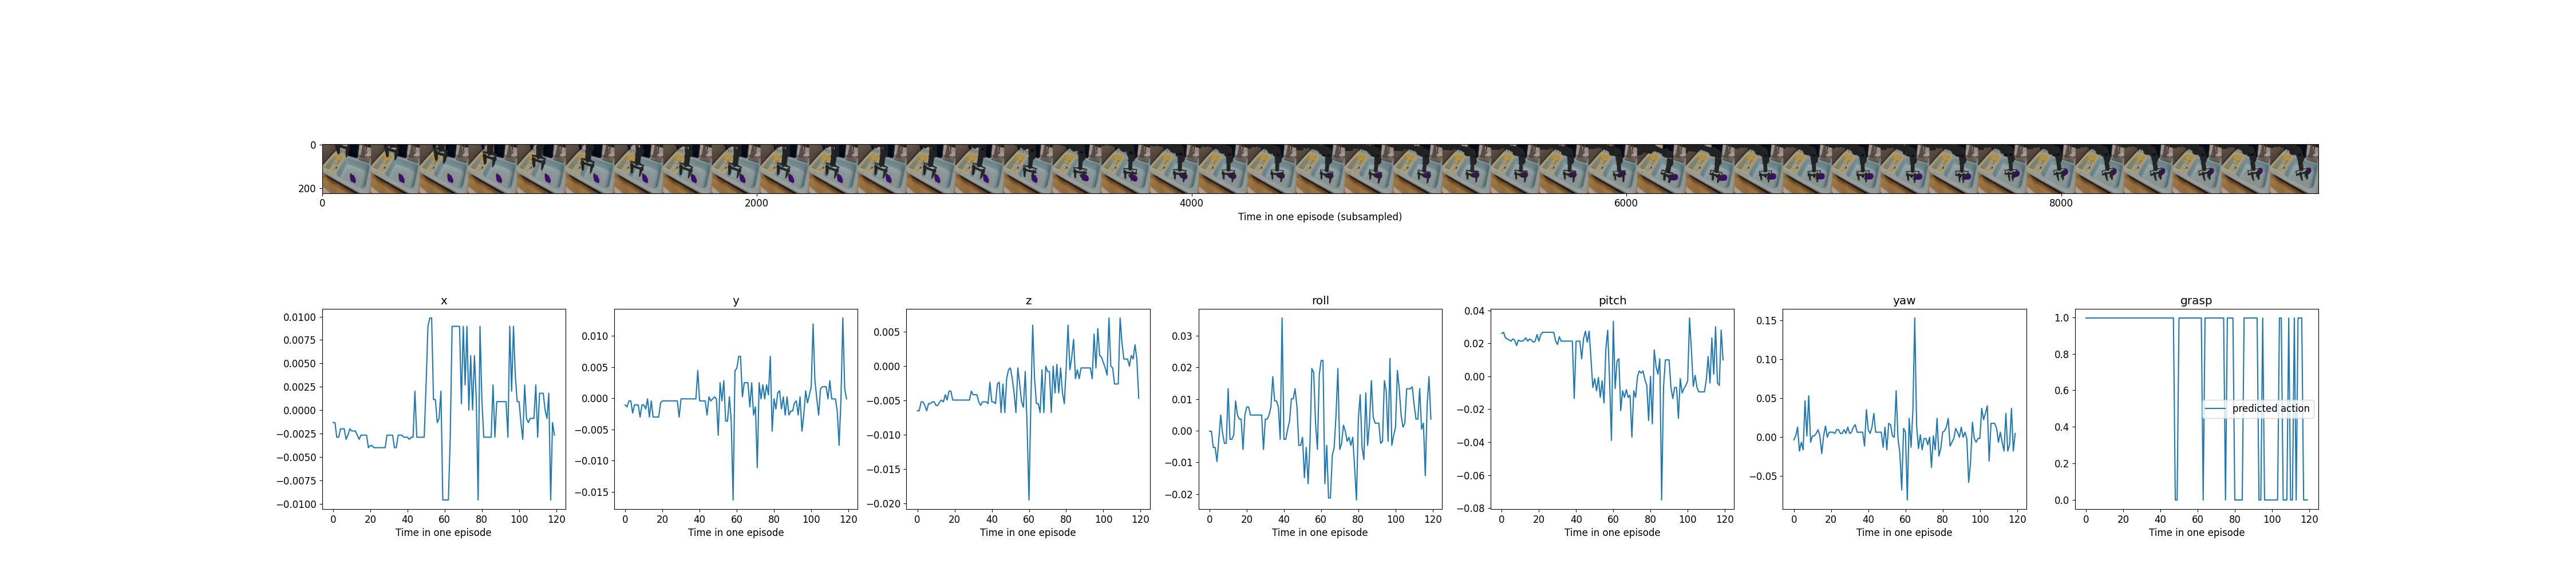 0
200
0 2000 4000 6000 8000
Time in one episode (subsampled)
x y z roll pitch yaw grasp
0.0100
0.0075
0.0050
0.0025
0.0000
−0.0025
−0.0050
−0.0075
−0.0100
0 20 40 60 80 100 120
Time in one episode
0.010
0.005
0.000
−0.005
−0.010
−0.015
0 20 40 60 80 100 120
Time in one episode
0.005
0.000
−0.005
−0.010
−0.015
−0.020
0 20 40 60 80 100 120
Time in one episode
0.03
0.02
0.01
0.00
−0.01
−0.02
0 20 40 60 80 100 120
Time in one episode
0.04
0.02
0.00
−0.02
−0.04
−0.06
−0.08
0 20 40 60 80 100 120
Time in one episode
0.15
0.10
0.05
0.00
−0.05
0 20 40 60 80 100 120
Time in one episode
1.0
0.8
0.6
0.4
0.2
0.0
predicted action
0 20 40 60 80 100 120
Time in one episode